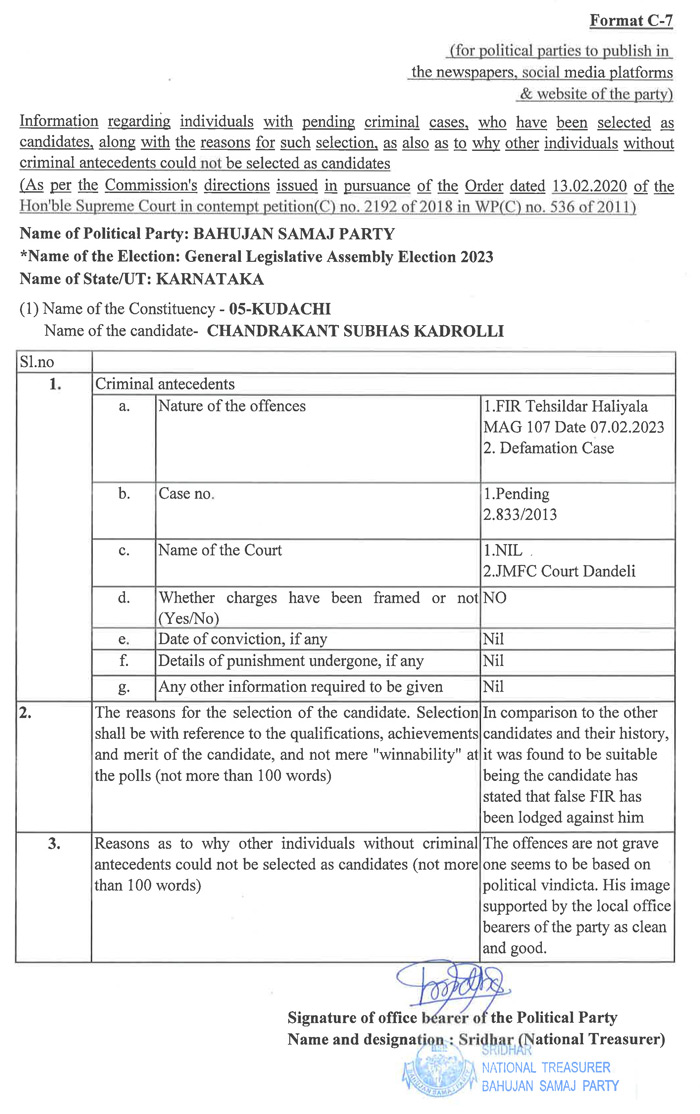 Format C-7
(for political parties to publish in
the newspapers, social media platforms
& website of the party)
Information regarding individuals with pending criminal cases, who have been selected as
candidates, along with the reasons for such selection, as also as to why other individuals without
criminal antecedents could not be selected as candidates
(As per the Commission's directions issued in pursuance of the Order dated 13.02.2020 of the
Hon'ble Supreme Court in contempt petition(C) no. 2192 of 2018 in WP(C) no. 536 of 2011)
Name of Political Party: BAHUJAN SAMAJ PARTY
*Name of the Election: General Legislative Assembly Election 2023
Name of State/UT: KARNATAKA
(1) Name of the Constituency - 05-KUDACHI
Name of the candidate- CHANDRAKANT SUBHAS KADROLLI
Sl.no
1. Criminal antecedents
a. Nature of the offences 1.FIR Tehsildar Haliyala
MAG 107 Date 07.02.2023
2. Defamation Case
b. Case no. 1.Pending
2.833/2013
c. Name of the Court 1.NIL
2.JMFC Court Dandeli
d. Whether charges have been framed or not NO
(Yes/No)
e. Date of conviction, if any Nil
f. Details of punishment undergone, if any Nil
g. Any other information required to be given Nil
2. The reasons for the selection of the candidate. Selection In comparison to the other
shall be with reference to the qualifications, achievements candidates and their history,
and merit of the candidate, and not mere "winnability" at it was found to be suitable
the polls (not more than 100 words) being the candidate has
stated that false FIR has
been lodged against him
3. Reasons as to why other individuals without criminal The offences are not grave
antecedents could not be selected as candidates (not more one seems to be based on
than 100 words) political vindicta. His image
supported by the local office
bearers of the party as clean
and good.
Signature of office bearer of the Political Party
Name and designation : Sridhar (National Treasurer)
SRIDHAR
NATIONAL TREASURER
BAHUJAN SAMAJ PARTY